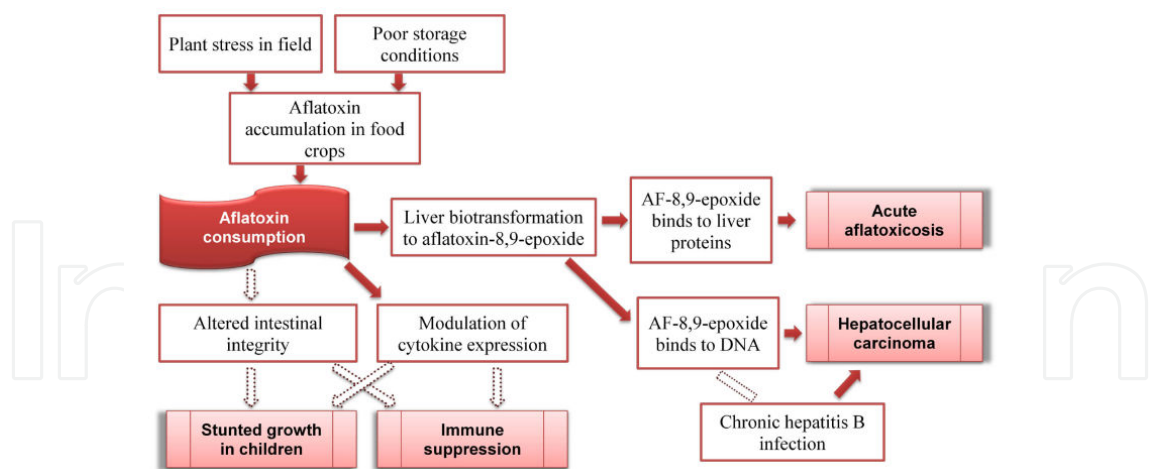 Plant stress in field
Poor storage
conditions
Aflatoxin
accumulation in food
crops
Aflatoxin
consumption
Liver biotransformation
to aflatoxin-8,9-epoxide
AF-8,9-epoxide
binds to liver
proteins
Acute
aflatoxicosis
Altered intestinal
integrity
Modulation of
cytokine expression
AF-8,9-epoxide
binds to DNA
Hepatocellular
carcinoma
Stunted growth
in children
Immune
suppression
Chronic hepatitis B
infection